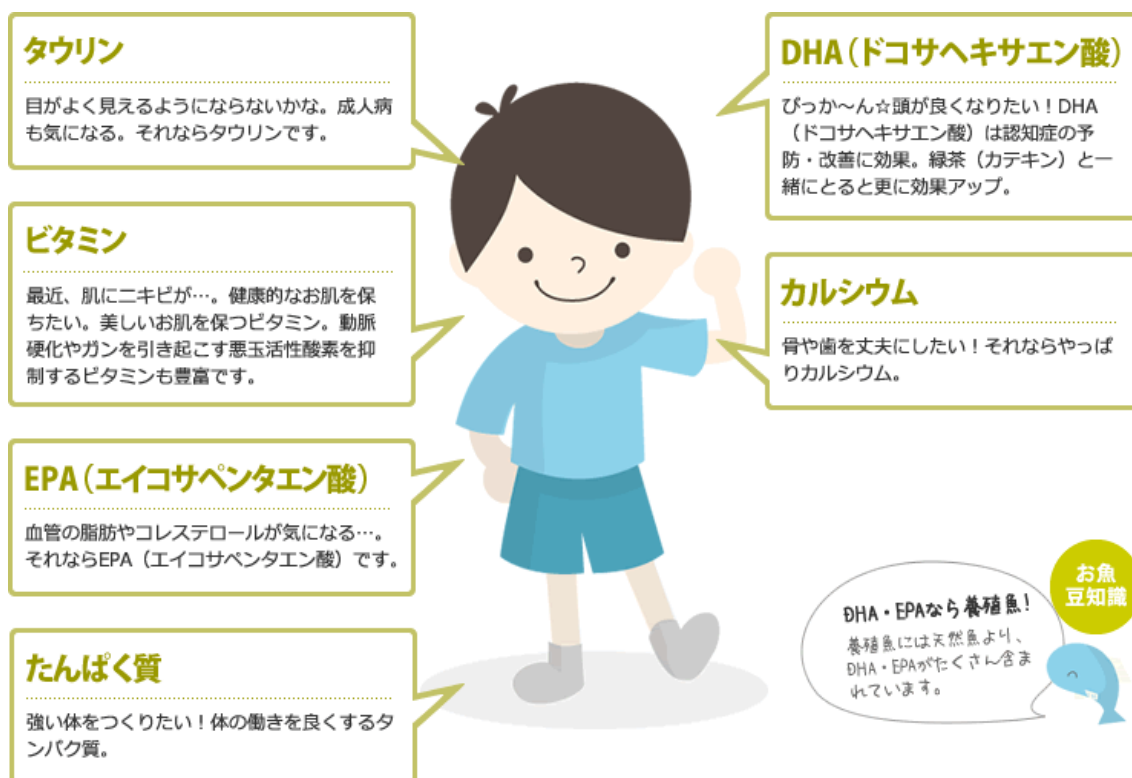 タウリン
目がよく見えるようにならないかな。成人病
も気になる。それならタウリンです。
ビタミン
最近、肌にニキビが…。健康的なお肌を保
ちたい。美しいお肌を保つビタミン。動脈
硬化やガンを引き起こす悪玉活性酸素を抑
制するビタミンも豊富です。
EPA（エイコサペンタエン酸）
血管の脂肪やコレステロールが気になる…。
それならEPA（エイコサペンタエン酸）です。
たんぱく質
強い体をつくりたい！体の働きを良くするタ
ンパク質。
DHA（ドコサヘキサエン酸）
ぴっか〜ん☆頭が良くなりたい！DHA
（ドコサヘキサエン酸）は認知症の予
防・改善に効果。緑茶（カテキン）と一
緒にとると更に効果アップ。
カルシウム
骨や歯を丈夫にしたい！それならやっぱ
りカルシウム。
お魚
豆知識
DHA・EPAなら養殖魚！
養殖魚には天然魚より、
DHA・EPAがたくさん含ま
れています。